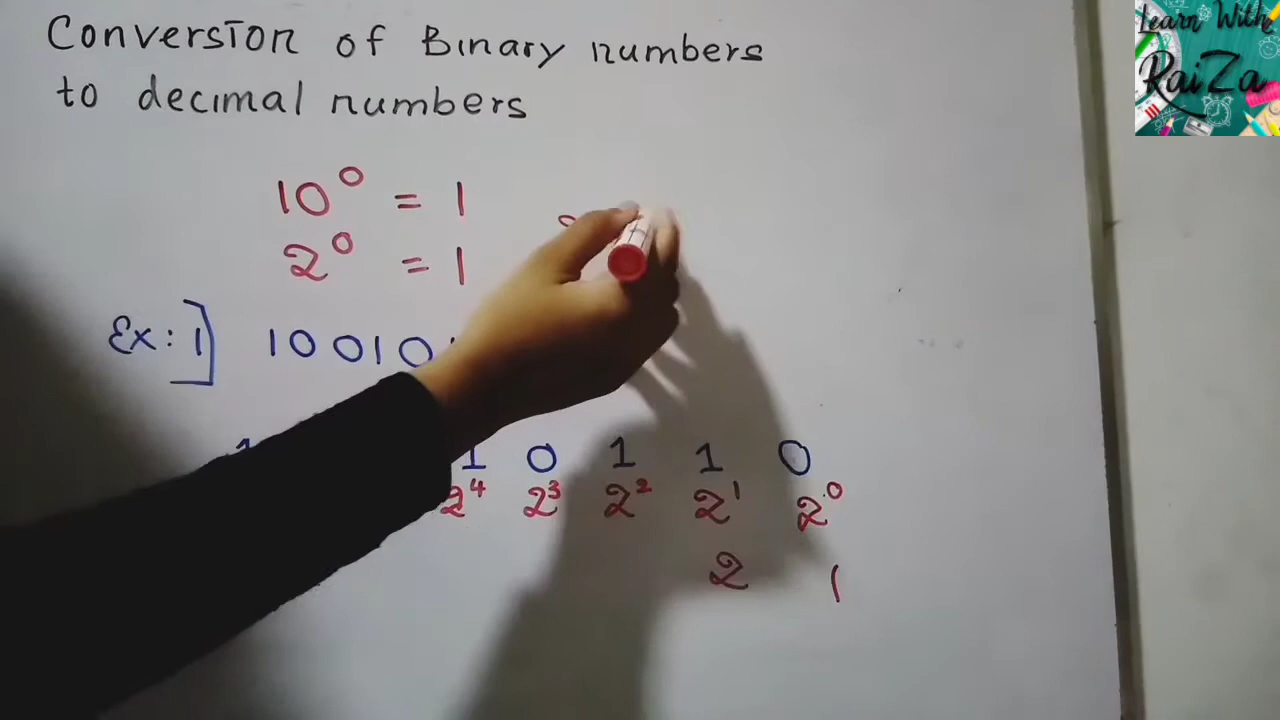 Conversion of Binary numbers
to decimal numbers
10⁰ = 1
2⁰ = 1
Ex: 1] 10010
1 0 1 1 0
2⁴ 2³ 2² 2¹ 2⁰
2 1
Learn With
RaiZa